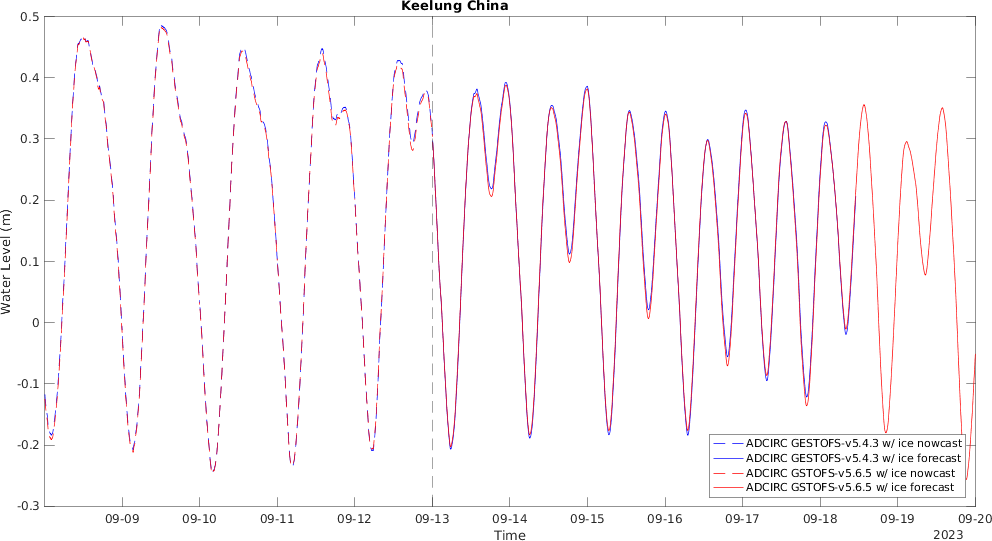 Keelung China
0.5
0.4
0.3
0.2
0.1
0
-0.1
-0.2
-0.3
Water Level (m)
09-09 09-10 09-11 09-12 09-13 09-14 09-15 09-16 09-17 09-18 09-19 09-20
Time
2023
ADCIRC GESTOFS-v5.4.3 w/ ice nowcast
ADCIRC GESTOFS-v5.4.3 w/ ice forecast
ADCIRC GSTOFS-v5.6.5 w/ ice nowcast
ADCIRC GSTOFS-v5.6.5 w/ ice forecast